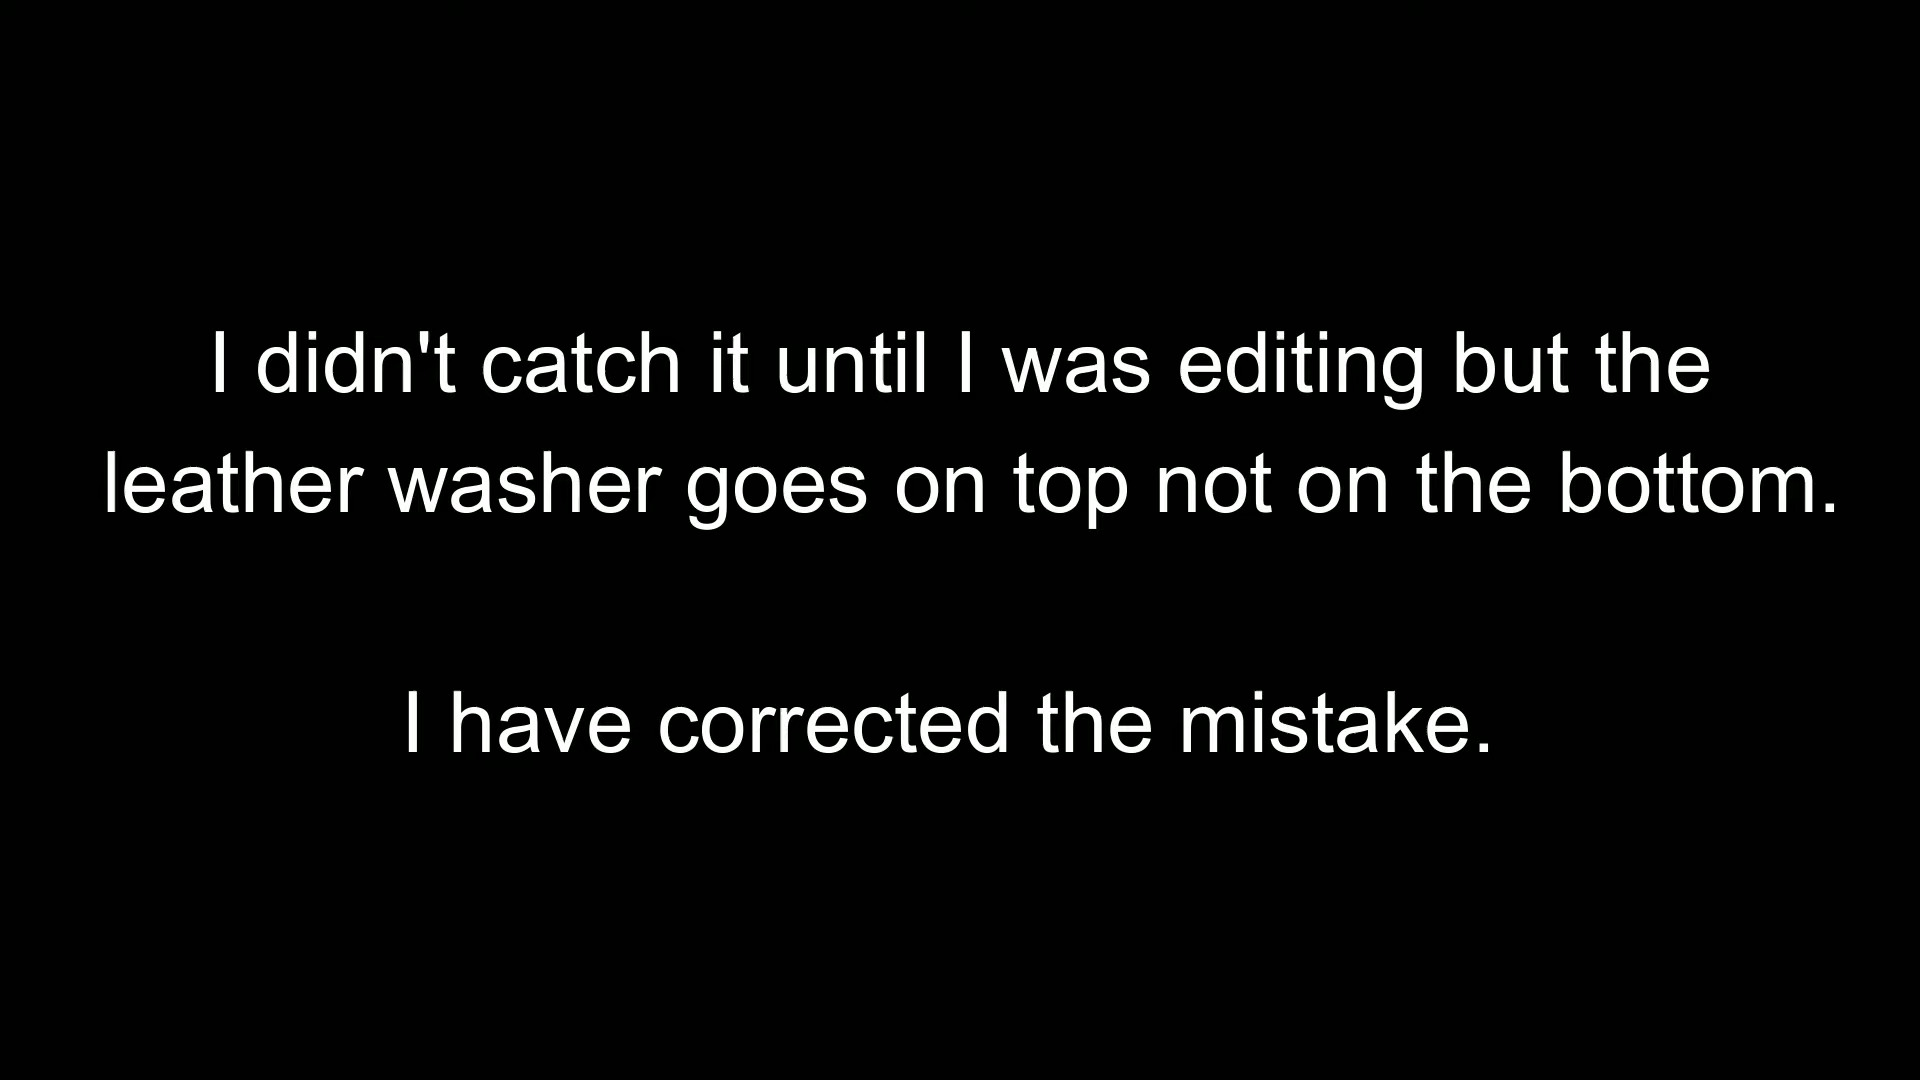 I didn't catch it until I was editing but the
leather washer goes on top not on the bottom.
I have corrected the mistake.